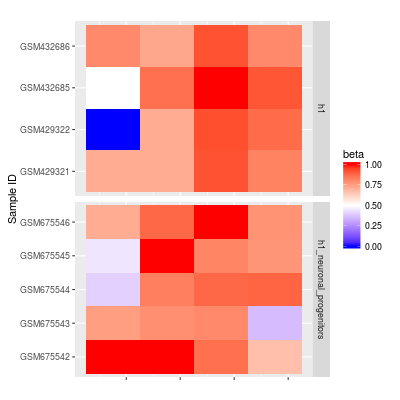 GSM432686
GSM432685
GSM429322
GSM429321
h1
GSM675546
GSM675545
GSM675544
GSM675543
GSM675542
h1_neuronal_progenitors
Sample ID
beta
1.00
0.75
0.50
0.25
0.00